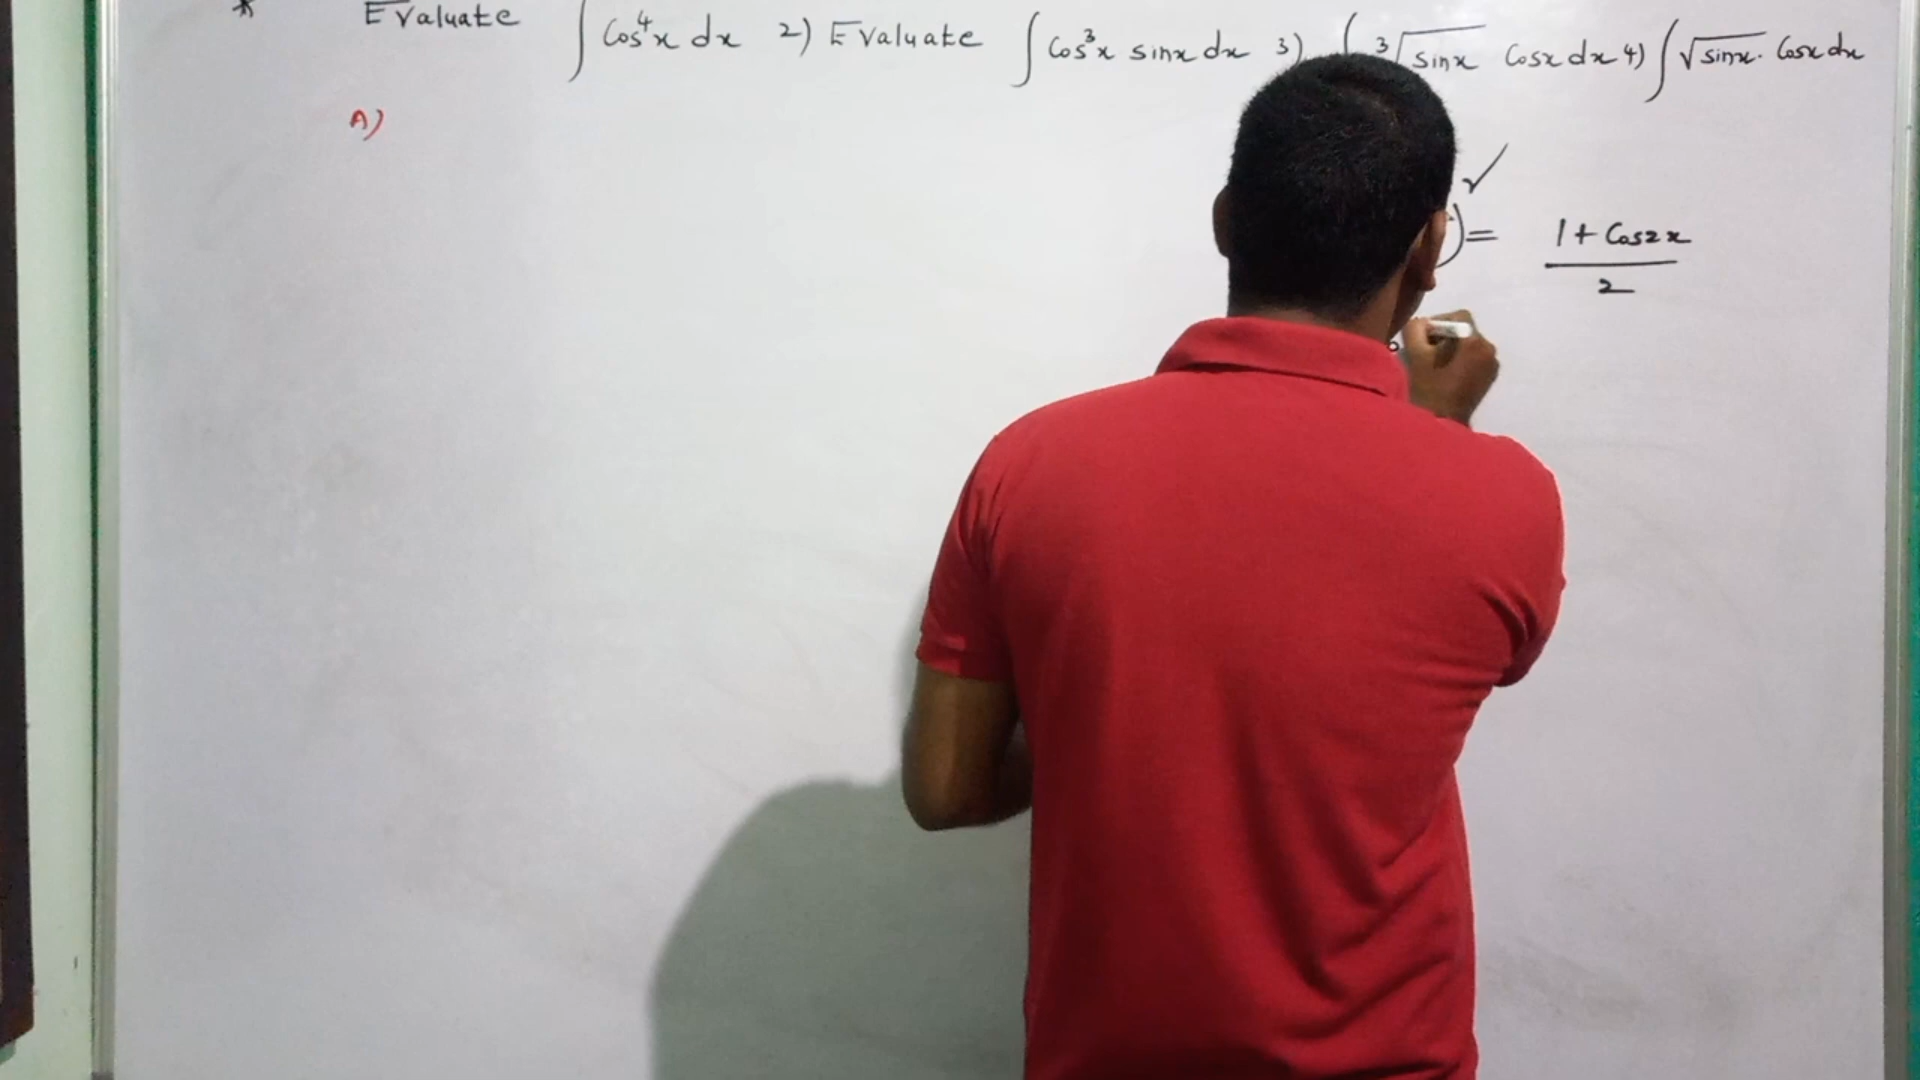 * Evaluate ∫ Cos⁴x dx 2) Evaluate ∫ Cos³x sinx dx 3) ∫ ³√sinx Cosx dx 4) ∫ √sinx. Cosx dx
A)
✓
) = 1 + Cos2x
2